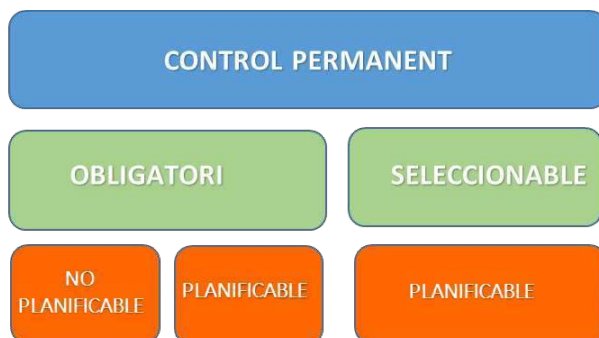 CONTROL PERMANENT
OBLIGATORI
SELECCIONABLE
NO
PLANIFICABLE
PLANIFICABLE
PLANIFICABLE